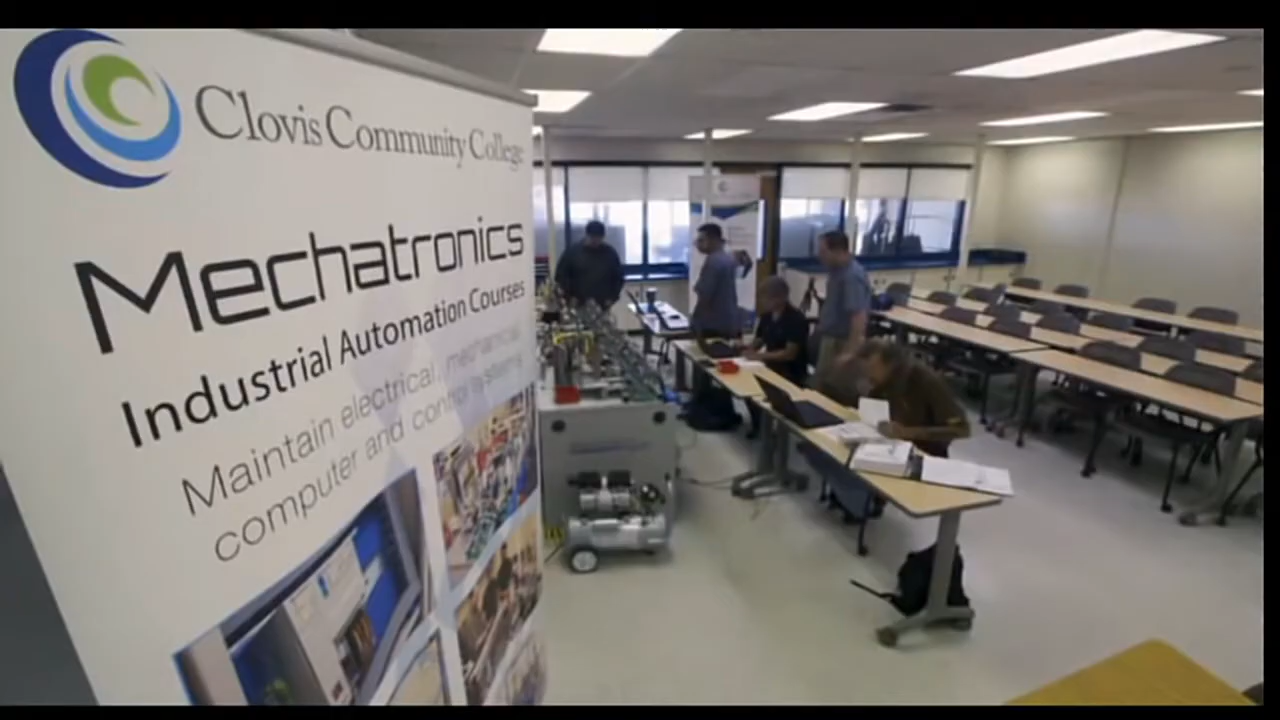 Clovis Community College
Mechatronics
Industrial Automation Courses
Maintain electrical, mechanical,
computer and control systems